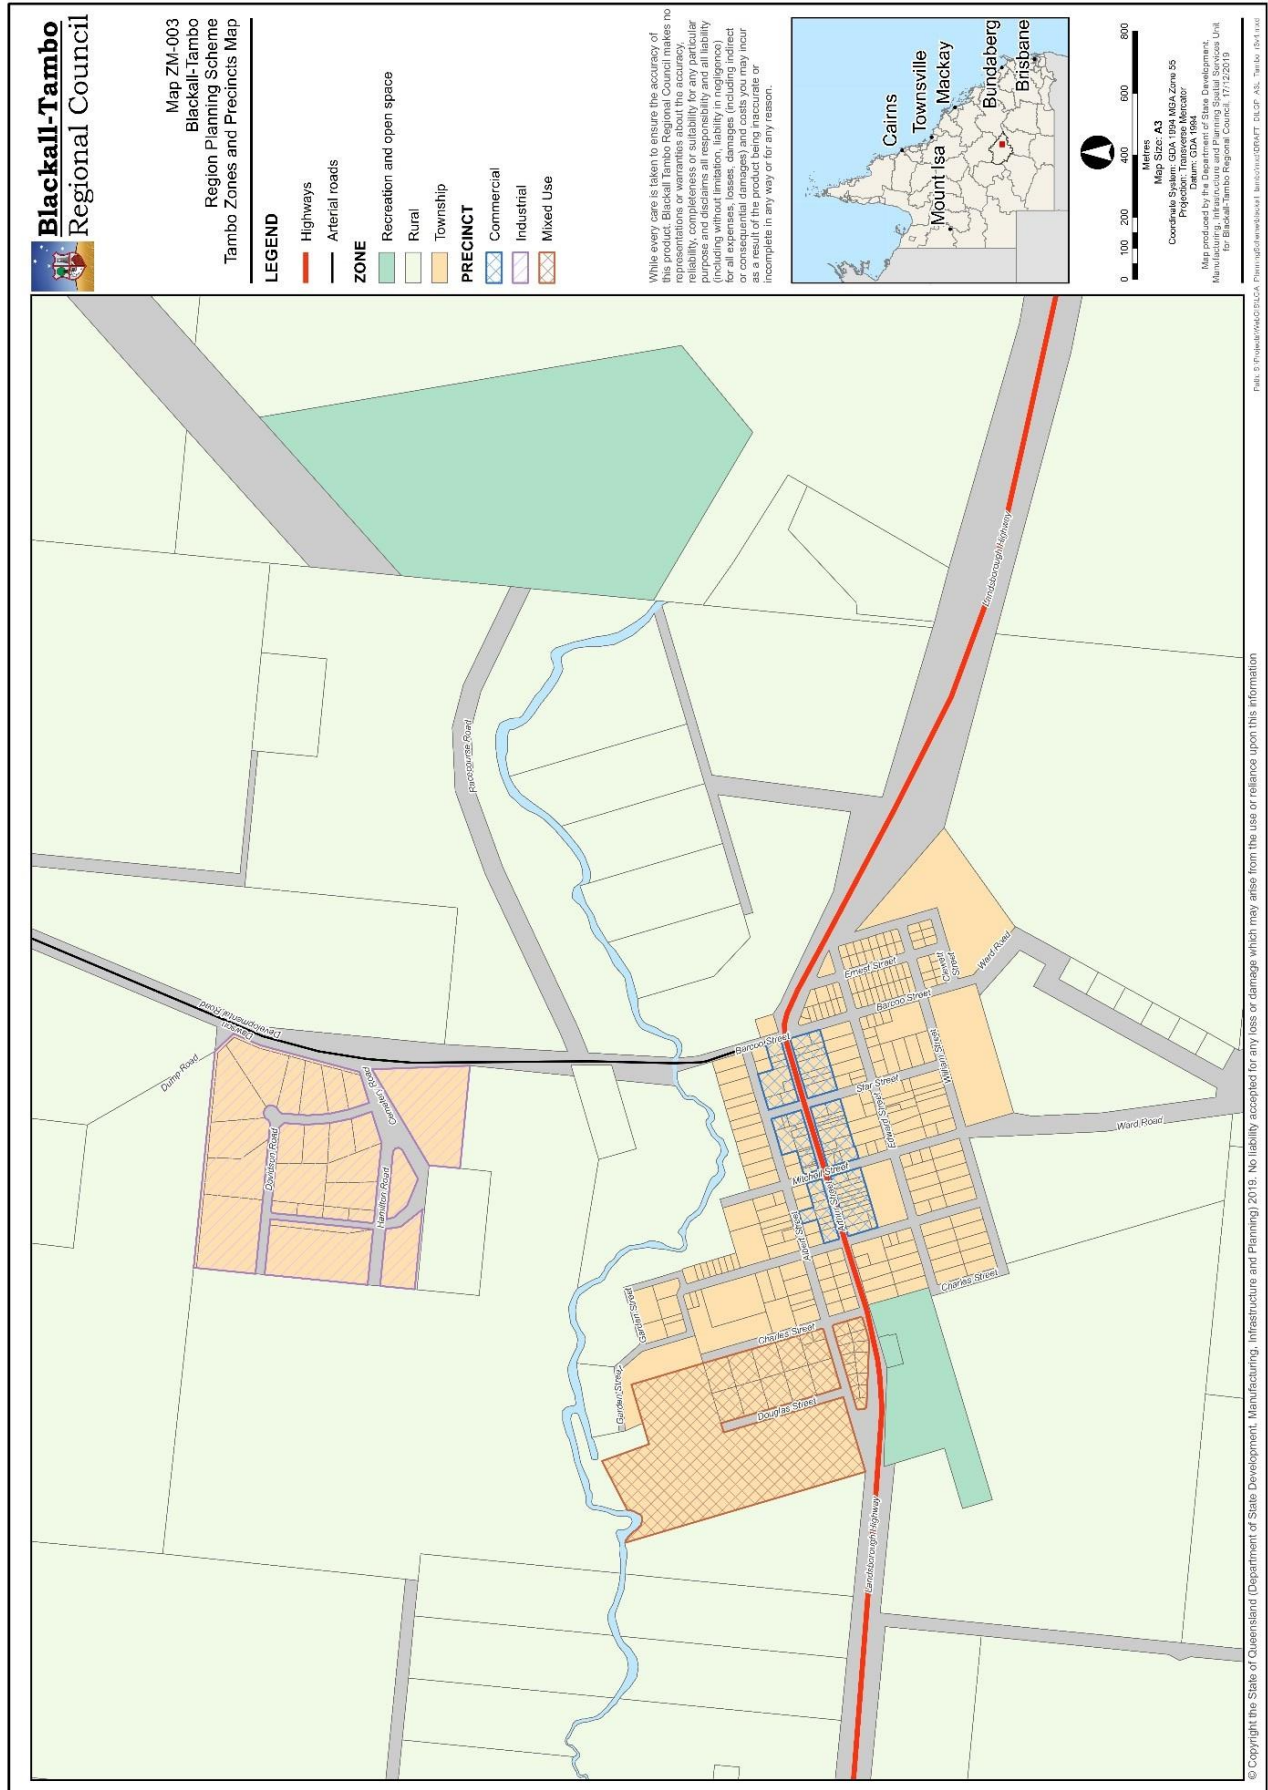 Blackall-Tambo
Regional Council
Map ZM-003
Blackall-Tambo
Region Planning Scheme
Tambo Zones and Precincts Map
LEGEND
Highways
Arterial roads
ZONE
Recreation and open space
Rural
Township
PRECINCT
Commercial
Industrial
Mixed Use
While every care is taken to ensure the accuracy of
this product. Blackall Tambo Regional Council makes no
representations or warranties about the accuracy,
reliability, completeness or suitability for any particular
purpose and disclaims all responsibility and all liability
(including without limitation, liability in negligence)
for all expenses, losses, damages (including indirect
or consequential damages) and costs you may incur
as a result of the product being inaccurate or
incomplete in any way or for any reason.
Cairns
Townsville
Mount Isa
Mackay
Bundaberg
Brisbane
0 100 200 400 600 800
Metres
Map Size: A3
Coordinate System: GDA 1994 MGA Zone 55
Projection: Transverse Mercator
Datum: GDA 1994
Map produced by the Department of State Development,
Manufacturing, Infrastructure and Planning Spatial Services Unit
for Blackall-Tambo Regional Council, 17/12/2019
Dump Road
Dawson
Developmental Road
Davidson Road
Cemetery Road
Hamilton Road
Racecourse Road
Garden Street
Garden Street
Charles Street
Douglas Street
Albert Street
Mitchell Street
Arthur Street
Barcoo Street
Star Street
Edward Street
William Street
Barcoo Street
Ernest Street
Street
Ward Road
Ward Road
Charles Street
Landsborough Highway
Landsborough Highway
© Copyright the State of Queensland (Department of State Development, Manufacturing, Infrastructure and Planning) 2019. No liability accepted for any loss or damage which may arise from the use or reliance upon this information